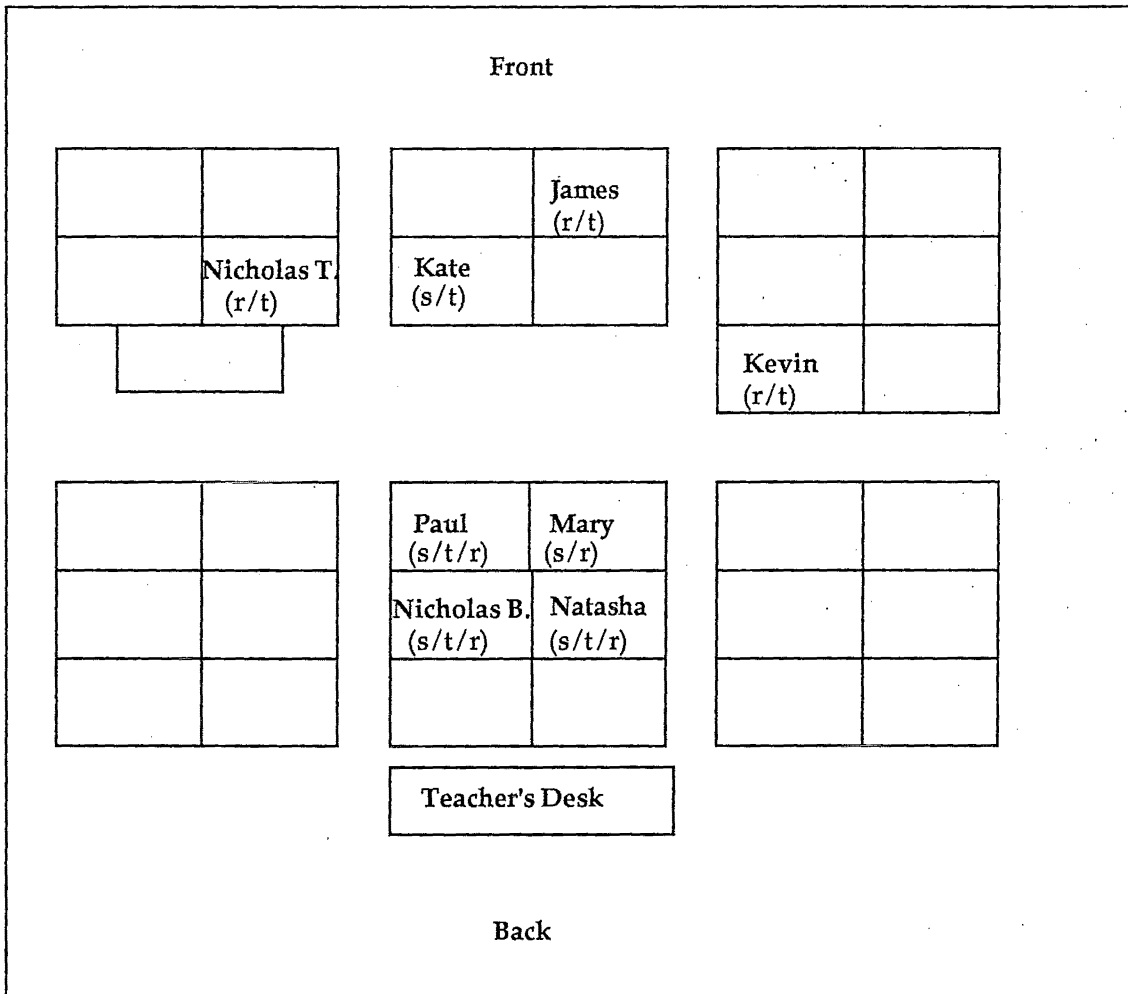 Front
James
(r/t)
Nicholas T.
(r/t)
Kate
(s/t)
Kevin
(r/t)
Paul
(s/t/r)
Mary
(s/r)
Nicholas B.
(s/t/r)
Natasha
(s/t/r)
Teacher's Desk
Back